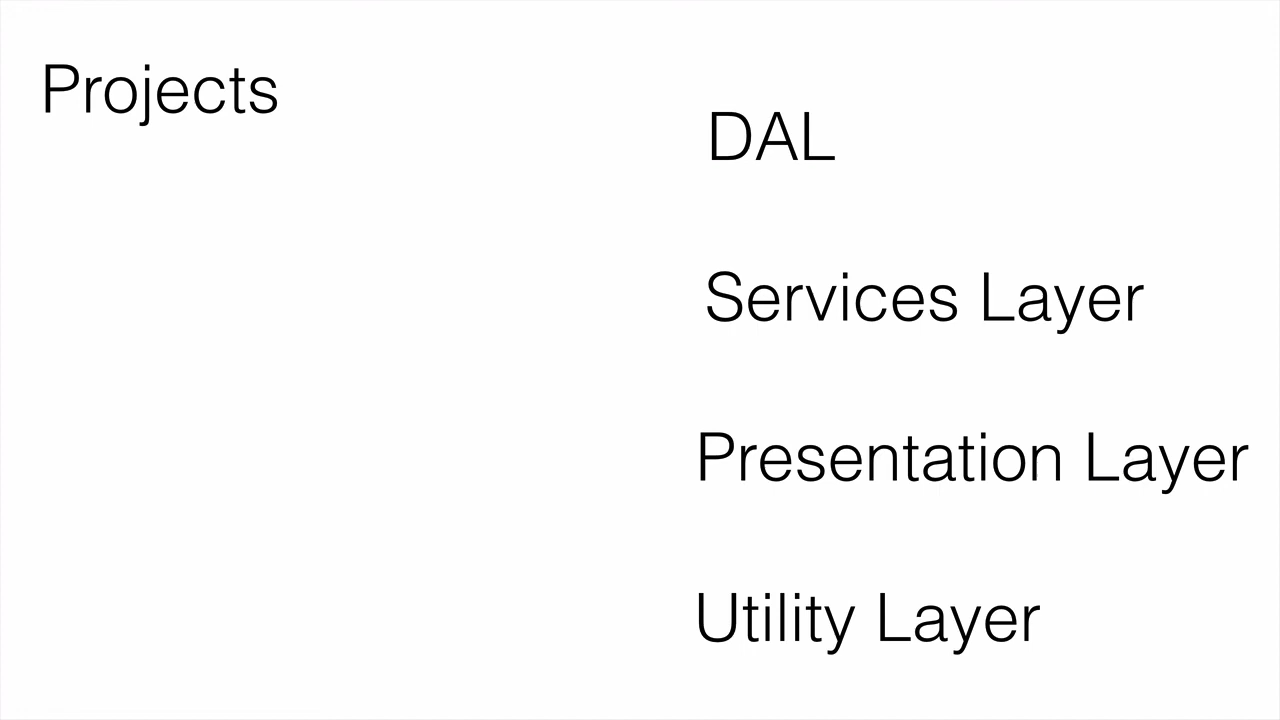 Projects
DAL
Services Layer
Presentation Layer
Utility Layer